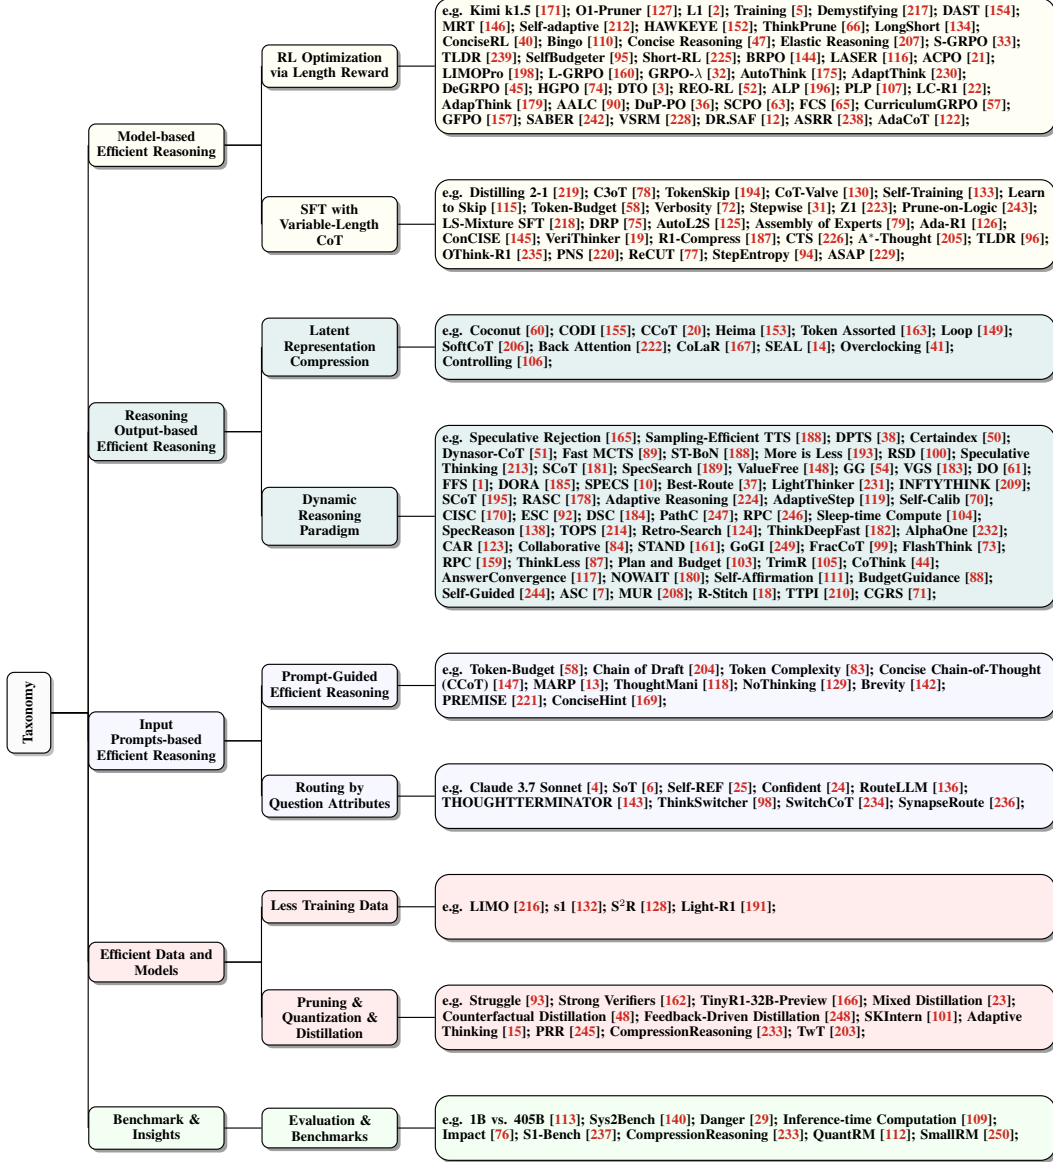 Taxonomy
Model-based
Efficient Reasoning
RL Optimization
via Length Reward
e.g. Kimi k1.5 [171]; O1-Pruner [127]; L1 [2]; Training [5]; Demystifying [217]; DAST [154];
MRT [146]; Self-adaptive [212]; HAWKEYE [152]; ThinkPrune [66]; LongShort [134];
ConciseRL [40]; Bingo [110]; Concise Reasoning [47]; Elastic Reasoning [207]; S-GRPO [33];
TLDR [239]; SelfBudgeter [95]; Short-RL [225]; BRPO [144]; LASER [116]; ACPO [21];
LIMOPro [198]; L-GRPO [160]; GRPO-λ [32]; AutoThink [175]; AdaptThink [230];
DeGRPO [45]; HGPO [74]; DTO [3]; REO-RL [52]; ALP [196]; PLP [107]; LC-R1 [22];
AdapThink [179]; AALC [90]; DuP-PO [36]; SCPO [63]; FCS [65]; CurriculumGRPO [57];
GFPO [157]; SABER [242]; VSRM [228]; DR.SAF [12]; ASRR [238]; AdaCoT [122];
SFT with
Variable-Length
CoT
e.g. Distilling 2-1 [219]; C3oT [78]; TokenSkip [194]; CoT-Valve [130]; Self-Training [133]; Learn
to Skip [115]; Token-Budget [58]; Verbosity [72]; Stepwise [31]; Z1 [223]; Prune-on-Logic [243];
LS-Mixture SFT [218]; DRP [75]; AutoL2S [125]; Assembly of Experts [79]; Ada-R1 [126];
ConCISE [145]; VeriThinker [19]; R1-Compress [187]; CTS [226]; A*-Thought [205]; TLDR [96];
OThink-R1 [235]; PNS [220]; ReCUT [77]; StepEntropy [94]; ASAP [229];
Reasoning
Output-based
Efficient Reasoning
Latent
Representation
Compression
e.g. Coconut [60]; CODI [155]; CCoT [20]; Heima [153]; Token Assorted [163]; Loop [149];
SoftCoT [206]; Back Attention [222]; CoLaR [167]; SEAL [14]; Overclocking [41];
Controlling [106];
Dynamic
Reasoning
Paradigm
e.g. Speculative Rejection [165]; Sampling-Efficient TTS [188]; DPTS [38]; Certaindex [50];
Dynasor-CoT [51]; Fast MCTS [89]; ST-BoN [188]; More is Less [193]; RSD [100]; Speculative
Thinking [213]; SCoT [181]; SpecSearch [189]; ValueFree [148]; GG [54]; VGS [183]; DO [61];
FFS [1]; DORA [185]; SPECS [10]; Best-Route [37]; LightThinker [231]; INFTYTHINK [209];
SCoT [195]; RASC [178]; Adaptive Reasoning [224]; AdaptiveStep [119]; Self-Calib [70];
CISC [170]; ESC [92]; DSC [184]; PathC [247]; RPC [246]; Sleep-time Compute [104];
SpecReason [138]; TOPS [214]; Retro-Search [124]; ThinkDeepFast [182]; AlphaOne [232];
CAR [123]; Collaborative [84]; STAND [161]; GoGI [249]; FracCoT [99]; FlashThink [73];
RPC [159]; ThinkLess [87]; Plan and Budget [103]; TrimR [105]; CoThink [44];
AnswerConvergence [117]; NOWAIT [180]; Self-Affirmation [111]; BudgetGuidance [88];
Self-Guided [244]; ASC [7]; MUR [208]; R-Stitch [18]; TTPI [210]; CGRS [71];
Input
Prompts-based
Efficient Reasoning
Prompt-Guided
Efficient Reasoning
e.g. Token-Budget [58]; Chain of Draft [204]; Token Complexity [83]; Concise Chain-of-Thought
(CCoT) [147]; MARP [13]; ThoughtMani [118]; NoThinking [129]; Brevity [142];
PREMISE [221]; ConciseHint [169];
Routing by
Question Attributes
e.g. Claude 3.7 Sonnet [4]; SoT [6]; Self-REF [25]; Confident [24]; RouteLLM [136];
THOUGHTTERMINATOR [143]; ThinkSwitcher [98]; SwitchCoT [234]; SynapseRoute [236];
Efficient Data and
Models
Less Training Data
e.g. LIMO [216]; s1 [132]; S²R [128]; Light-R1 [191];
Pruning &
Quantization &
Distillation
e.g. Struggle [93]; Strong Verifiers [162]; TinyR1-32B-Preview [166]; Mixed Distillation [23];
Counterfactual Distillation [48]; Feedback-Driven Distillation [248]; SKIntern [101]; Adaptive
Thinking [15]; PRR [245]; CompressionReasoning [233]; TwT [203];
Benchmark &
Insights
Evaluation &
Benchmarks
e.g. 1B vs. 405B [113]; Sys2Bench [140]; Danger [29]; Inference-time Computation [109];
Impact [76]; S1-Bench [237]; CompressionReasoning [233]; QuantRM [112]; SmallRM [250];